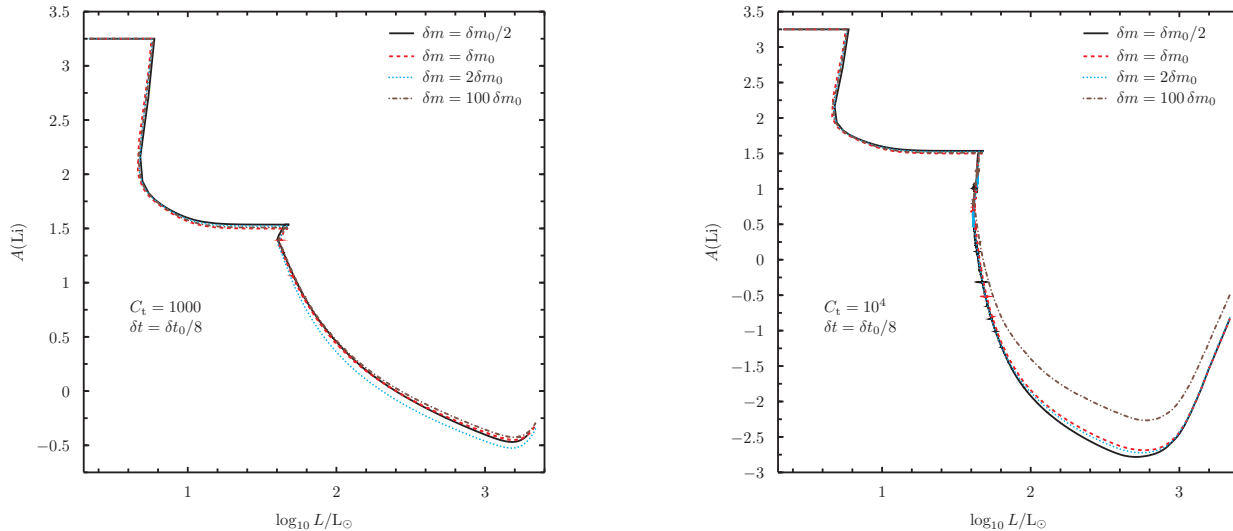 3.5
3
2.5
2
1.5
1
0.5
0
−0.5
A(Li)
1
2
3
log₁₀ L/L⊙
δm = δm₀/2
δm = δm₀
δm = 2δm₀
δm = 100 δm₀
Cₜ = 1000
δt = δt₀/8
3.5
3
2.5
2
1.5
1
0.5
0
−0.5
−1
−1.5
−2
−2.5
−3
A(Li)
1
2
3
log₁₀ L/L⊙
δm = δm₀/2
δm = δm₀
δm = 2δm₀
δm = 100 δm₀
Cₜ = 10⁴
δt = δt₀/8